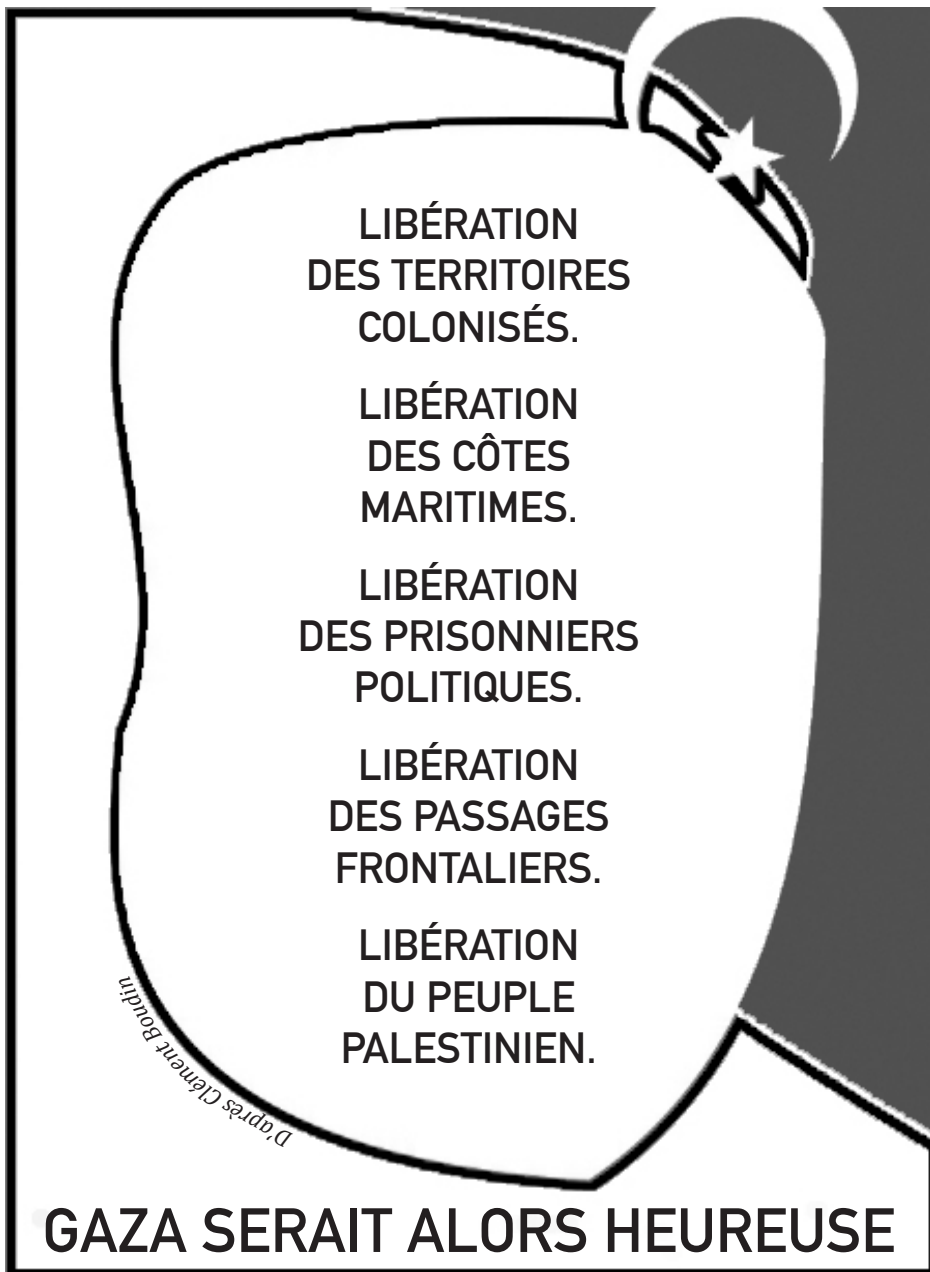 LIBÉRATION
DES TERRITOIRES
COLONISÉS.
LIBÉRATION
DES CÔTES
MARITIMES.
LIBÉRATION
DES PRISONNIERS
POLITIQUES.
LIBÉRATION
DES PASSAGES
FRONTALIERS.
LIBÉRATION
DU PEUPLE
PALESTINIEN.
D'après Clément Boudin
GAZA SERAIT ALORS HEUREUSE